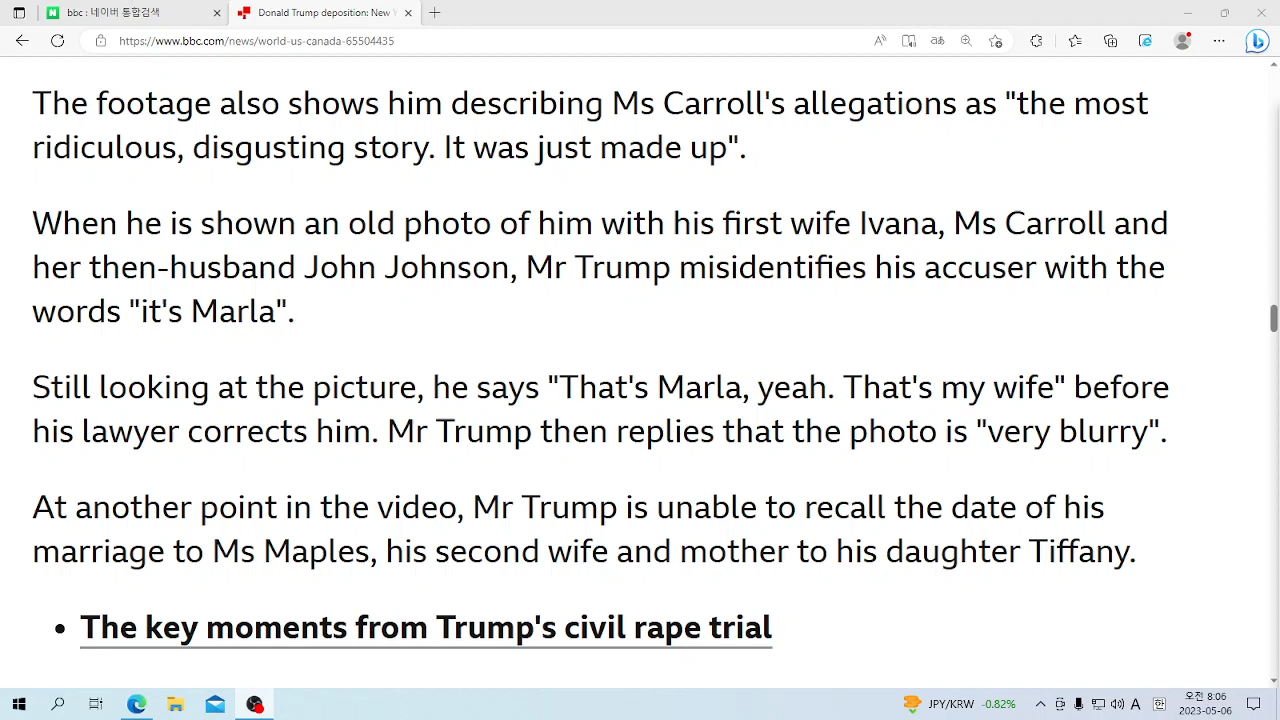 bbc : 네이버 통합검색
Donald Trump deposition: New
https://www.bbc.com/news/world-us-canada-65504435
The footage also shows him describing Ms Carroll's allegations as "the most
ridiculous, disgusting story. It was just made up".
When he is shown an old photo of him with his first wife Ivana, Ms Carroll and
her then-husband John Johnson, Mr Trump misidentifies his accuser with the
words "it's Marla".
Still looking at the picture, he says "That's Marla, yeah. That's my wife" before
his lawyer corrects him. Mr Trump then replies that the photo is "very blurry".
At another point in the video, Mr Trump is unable to recall the date of his
marriage to Ms Maples, his second wife and mother to his daughter Tiffany.
• The key moments from Trump's civil rape trial
JPY/KRW -0.82%
A
오전 8:06
2023-05-06